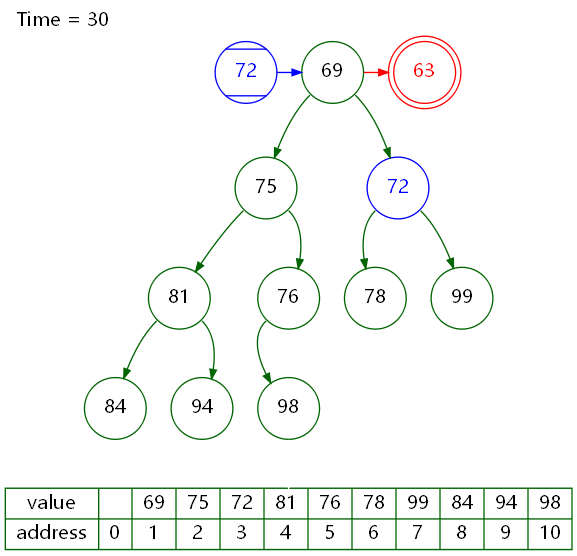 Time = 30
72 69 63
75 72
81 76 78 99
84 94 98
value 69 75 72 81 76 78 99 84 94 98
address 0 1 2 3 4 5 6 7 8 9 10